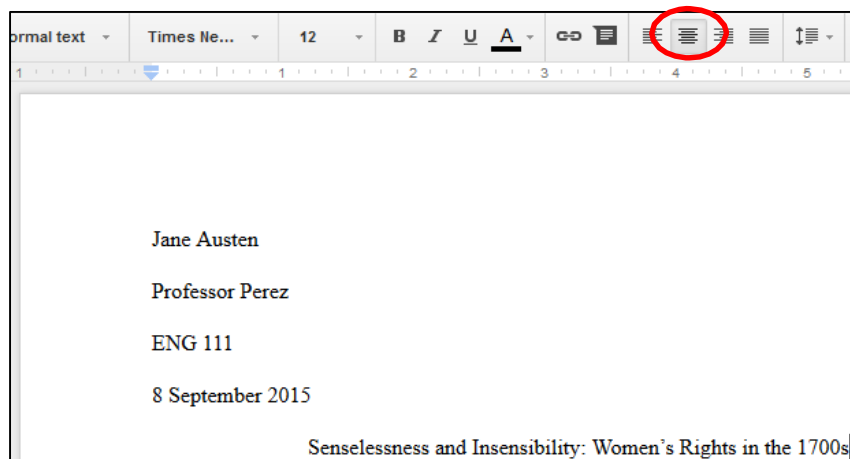 ormal text Times Ne... 12 B I U A
1 1 2 3 4 5
Jane Austen
Professor Perez
ENG 111
8 September 2015
Senselessness and Insensibility: Women’s Rights in the 1700s